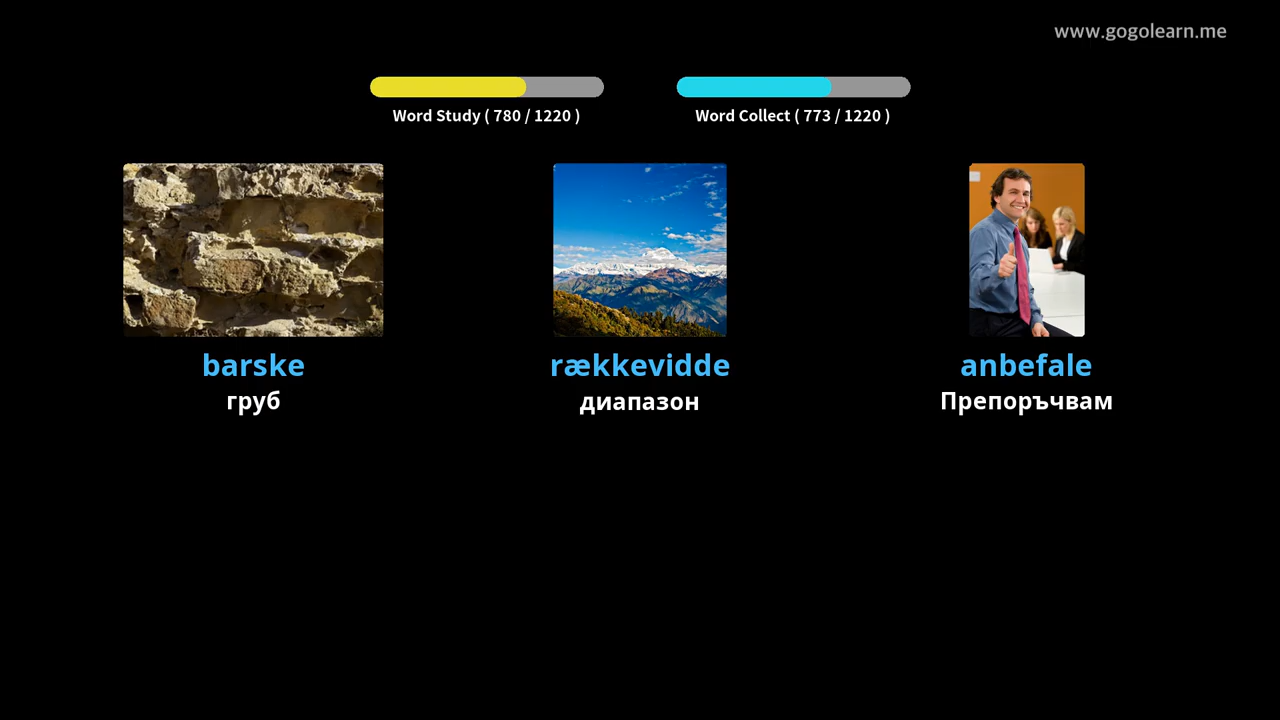 www.gogolearn.me
Word Study ( 780 / 1220 )
Word Collect ( 773 / 1220 )
barske
груб
rækkevidde
диапазон
anbefale
Препоръчвам